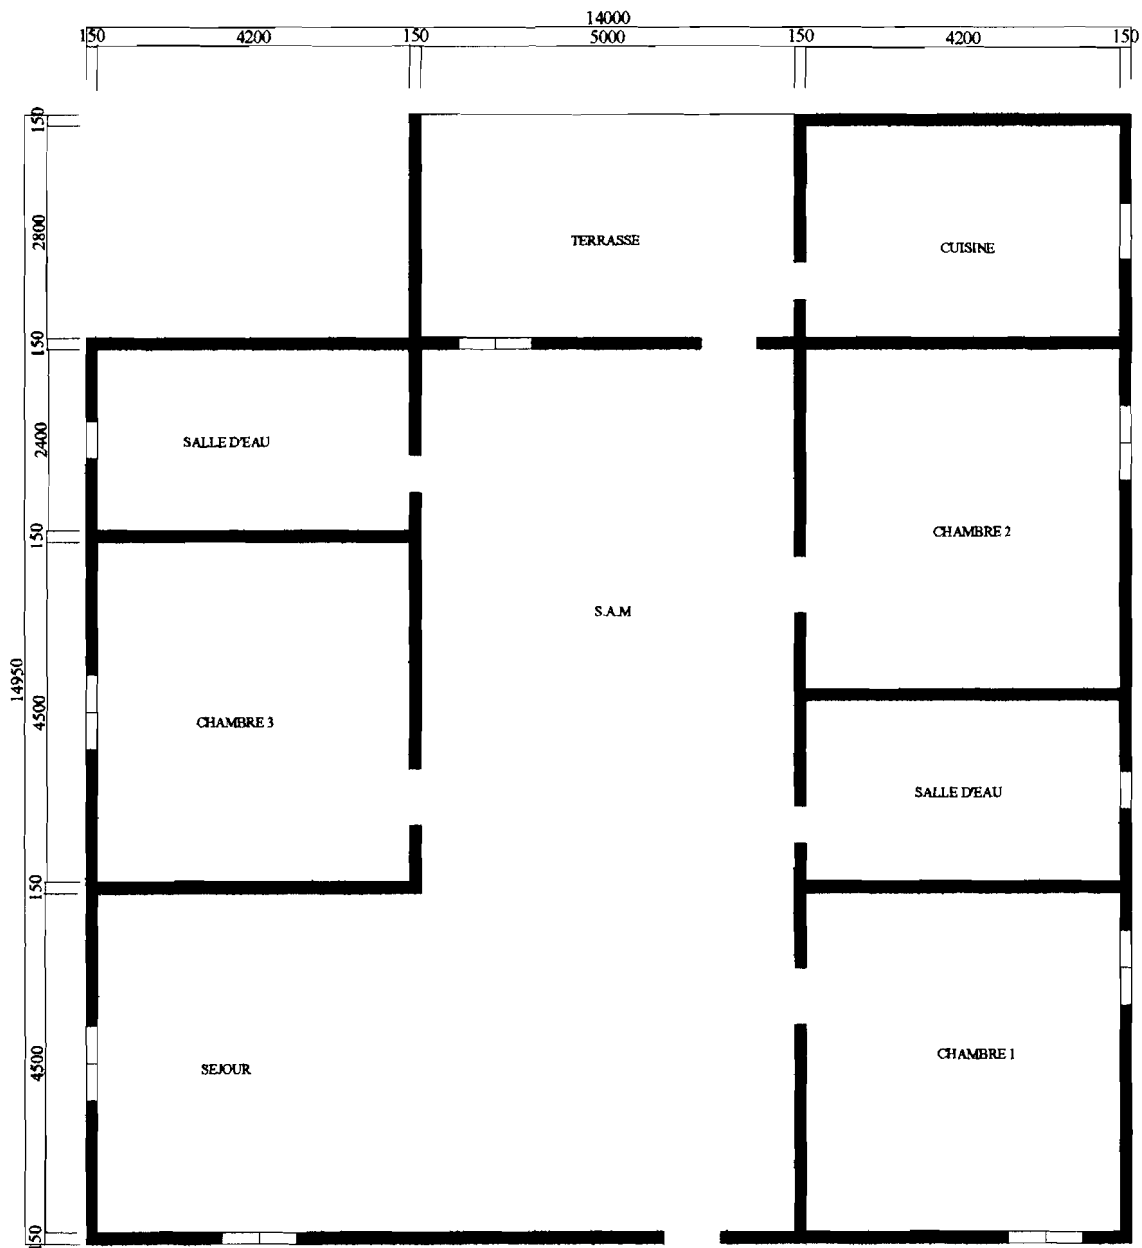 14000
150 4200 150 5000 150 4200 150
150
2800
TERRASSE
CUISINE
150
2400
SALLE D'EAU
150
CHAMBRE 2
S.A.M
14950
4500
CHAMBRE 3
SALLE D'EAU
150
4500
SEJOUR
CHAMBRE 1
150